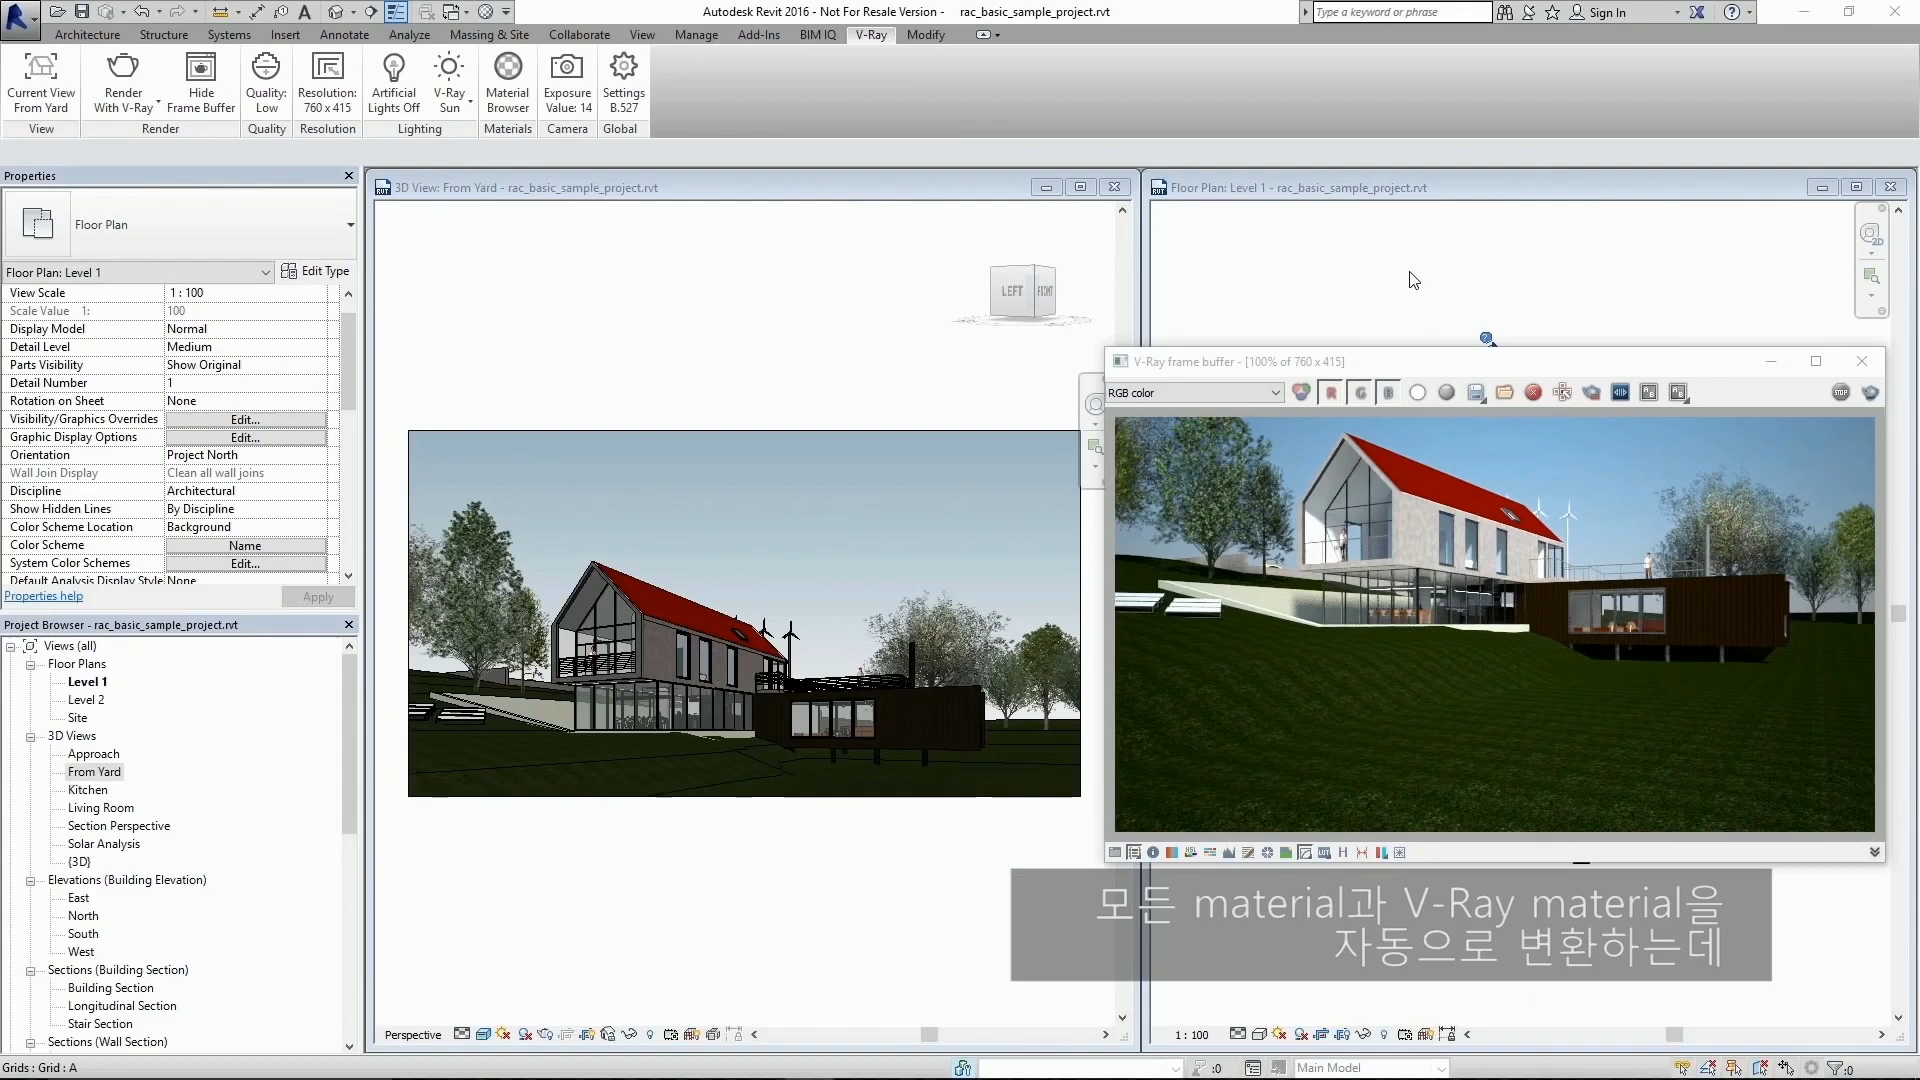 Autodesk Revit 2016 - Not For Resale Version - rac_basic_sample_project.rvt
Type a keyword or phrase
Sign In
Architecture Structure Systems Insert Annotate Analyze Massing & Site Collaborate View Manage Add-Ins BIM IQ V-Ray Modify
Current View From Yard
Render With V-Ray
Hide Frame Buffer
Quality: Low
Resolution: 760 x 415
Artificial Lights Off
V-Ray Sun
Material Browser
Exposure Value: 14
Settings B.527
View Render Quality Resolution Lighting Materials Camera Global
Properties
Floor Plan
Floor Plan: Level 1 Edit Type
View Scale 1 : 100
Scale Value 1: 100
Display Model Normal
Detail Level Medium
Parts Visibility Show Original
Detail Number 1
Rotation on Sheet None
Visibility/Graphics Overrides Edit...
Graphic Display Options Edit...
Orientation Project North
Wall Join Display Clean all wall joins
Discipline Architectural
Show Hidden Lines By Discipline
Color Scheme Location Background
Color Scheme Name
System Color Schemes Edit...
Default Analysis Display Style None
Properties help Apply
Project Browser - rac_basic_sample_project.rvt
Views (all)
Floor Plans
Level 1
Level 2
Site
3D Views
Approach
From Yard
Kitchen
Living Room
Section Perspective
Solar Analysis
{3D}
Elevations (Building Elevation)
East
North
South
West
Sections (Building Section)
Building Section
Longitudinal Section
Stair Section
Sections (Wall Section)
Grids : Grid : A
3D View: From Yard - rac_basic_sample_project.rvt
LEFT FRONT
Perspective
Floor Plan: Level 1 - rac_basic_sample_project.rvt
2D
V-Ray frame buffer - [100% of 760 x 415]
RGB color
R G B
STOP
모든 material과 V-Ray material을
자동으로 변환하는데
1 : 100
:0
Main Model
:0